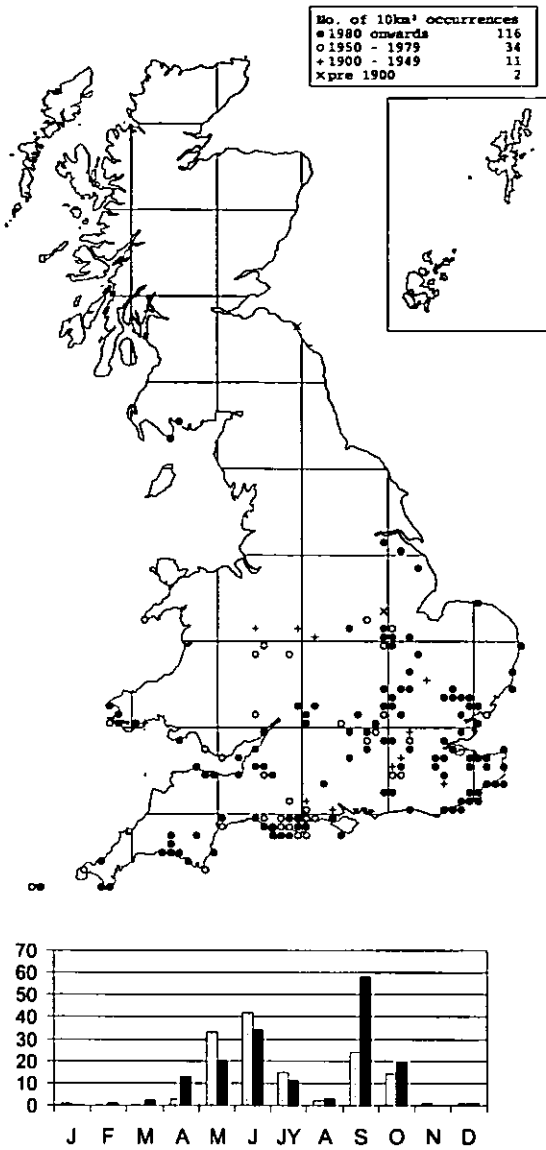 No. of 10km² occurrences
● 1980 onwards 116
○ 1950 - 1979 34
+ 1900 - 1949 11
× pre 1900 2
70
60
50
40
30
20
10
0
J F M A M J JY A S O N D